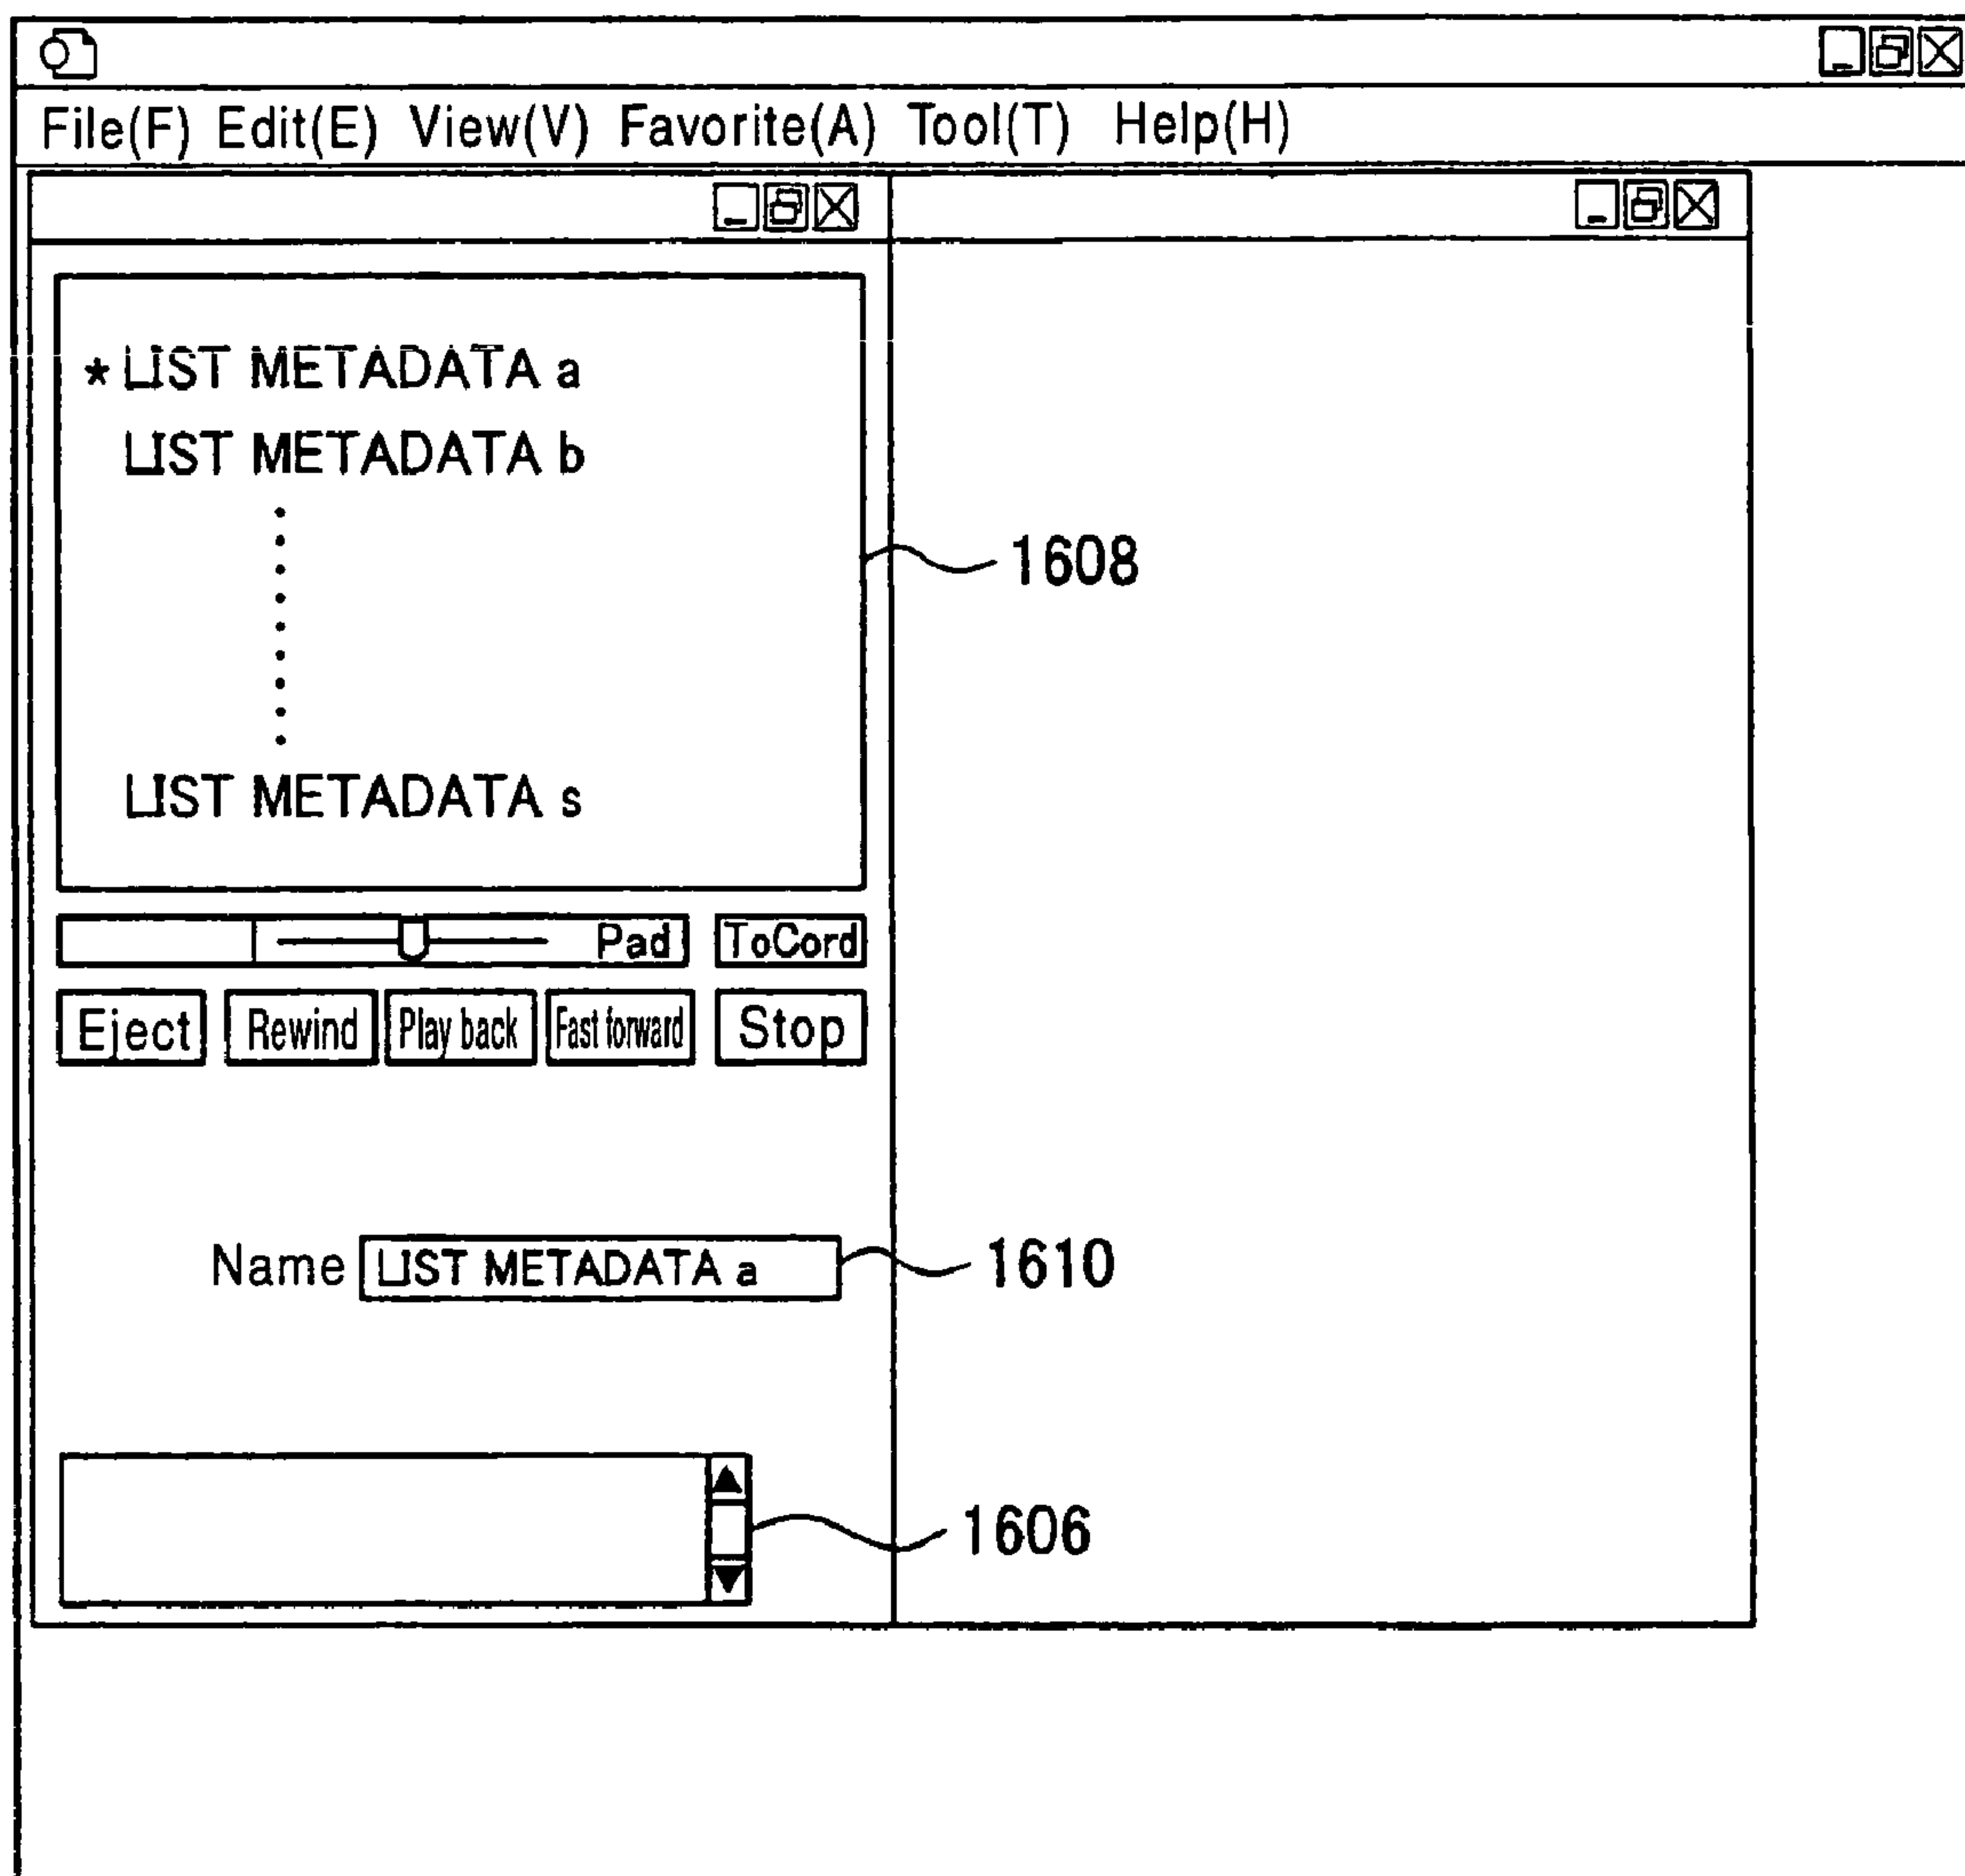 File(F) Edit(E) View(V) Favorite(A) Tool(T) Help(H)
* LIST METADATA a
LIST METADATA b
1608
LIST METADATA s
Pad ToCord
Eject Rewind Play back Fast forward Stop
Name LIST METADATA a 1610
1606